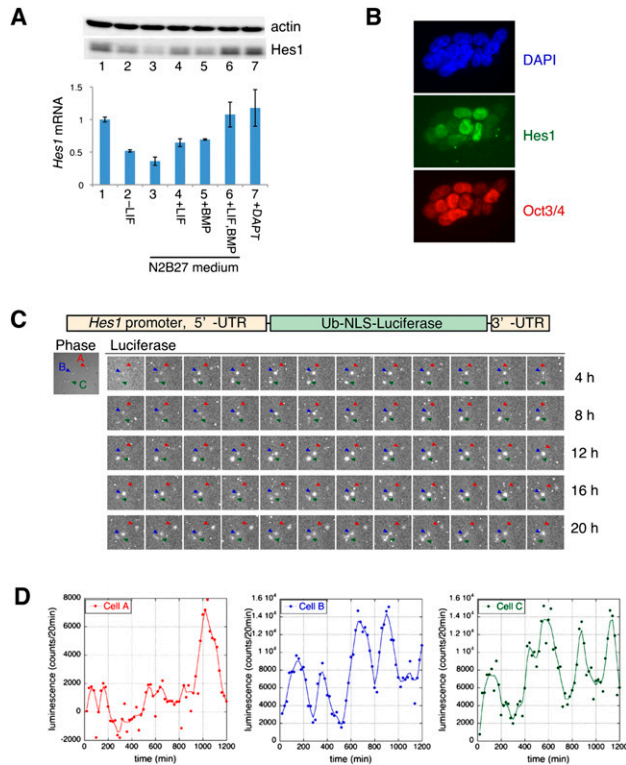 A
actin
Hes1
1 2 3 4 5 6 7
Hes1 mRNA
1.5
1
0.5
0
1 2 3 4 5 6 7
−LIF
+LIF
+BMP
+LIF.BMP
+DAPT
N2B27 medium
B
DAPI
Hes1
Oct3/4
C
Hes1 promoter, 5' -UTR Ub-NLS-Luciferase 3' -UTR
Phase Luciferase
A
B
C
4 h
8 h
12 h
16 h
20 h
D
Cell A
luminescence (counts/20minute)
8000
6000
4000
2000
0
-2000
0 200 400 600 800 1000 1200
time (min)
Cell B
luminescence (counts/20minute)
1.6 10⁴
1.4 10⁴
1.2 10⁴
1 10⁴
8000
6000
4000
2000
0
0 200 400 600 800 1000 1200
time (min)
Cell C
luminescence (counts/20minute)
1.6 10⁴
1.4 10⁴
1.2 10⁴
1 10⁴
8000
6000
4000
2000
0
0 200 400 600 800 1000 1200
time (min)